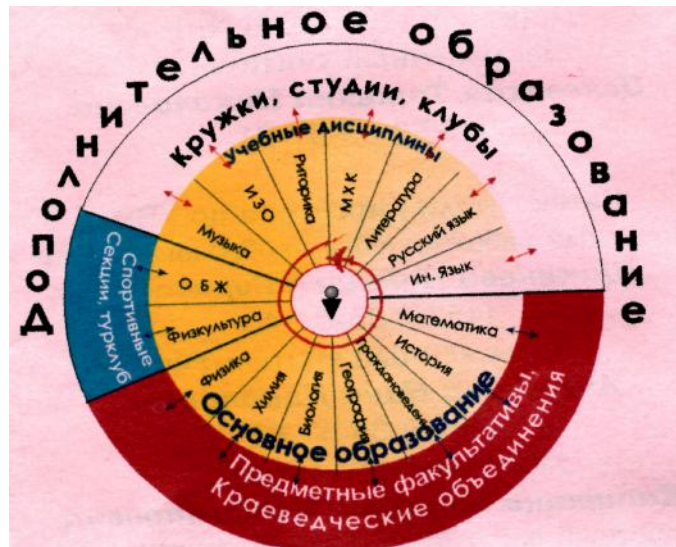 Дополнительное образование
Кружки, студии, клубы
Учебные дисциплины
Музыка
ИЗО
Риторика
МХК
Литература
Русский язык
Ин. Язык
ОБЖ
Физкультура
Спортивные
Секции, турклуб
Математика
История
Граждановедение
География
Биология
Химия
Физика
Основное образование
Предметные факультативы,
Краеведческие объединения